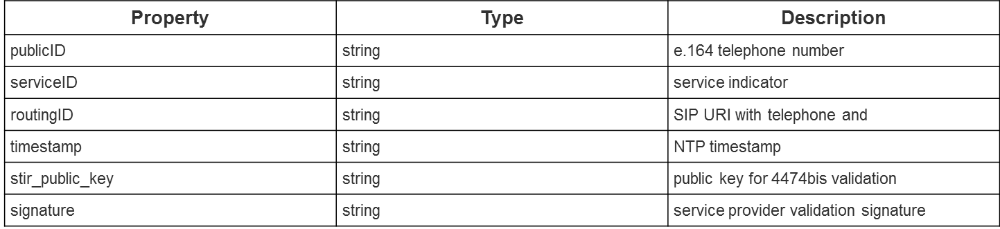 Property Type Description
publicID string e.164 telephone number
serviceID string service indicator
routingID string SIP URI with telephone and
timestamp string NTP timestamp
stir_public_key string public key for 4474bis validation
signature string service provider validation signature